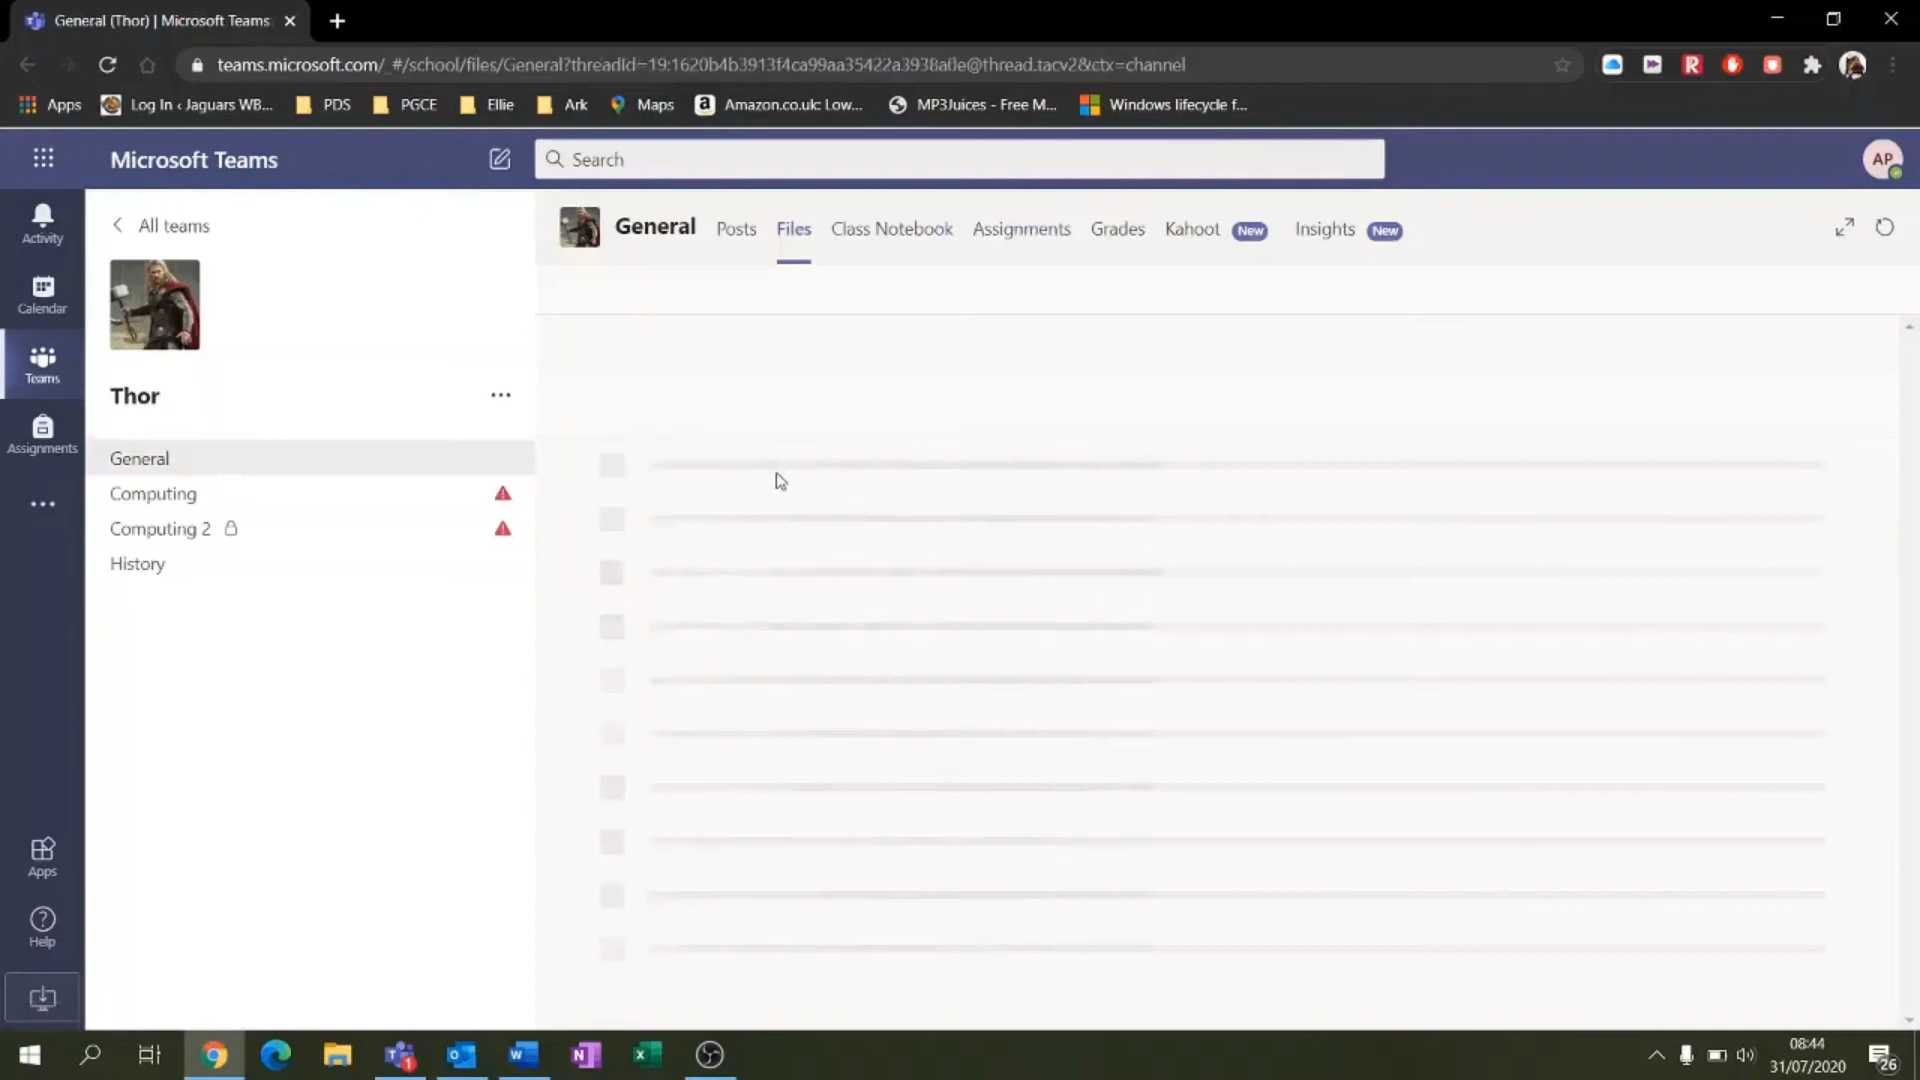 General (Thor) | Microsoft Teams
teams.microsoft.com/_#/school/files/General?threadId=19:1620b4b3913f4ca99aa35422a3938a0e@thread.tacv2&ctx=channel
Apps Log In ‹ Jaguars WB... PDS PGCE Ellie Ark Maps Amazon.co.uk: Low... MP3Juices - Free M... Windows lifecycle f...
Microsoft Teams Search AP
Activity
Calendar
Teams
Assignments
Apps
Help
All teams
Thor
General
Computing
Computing 2
History
General Posts Files Class Notebook Assignments Grades Kahoot New Insights New
08:44
31/07/2020
26